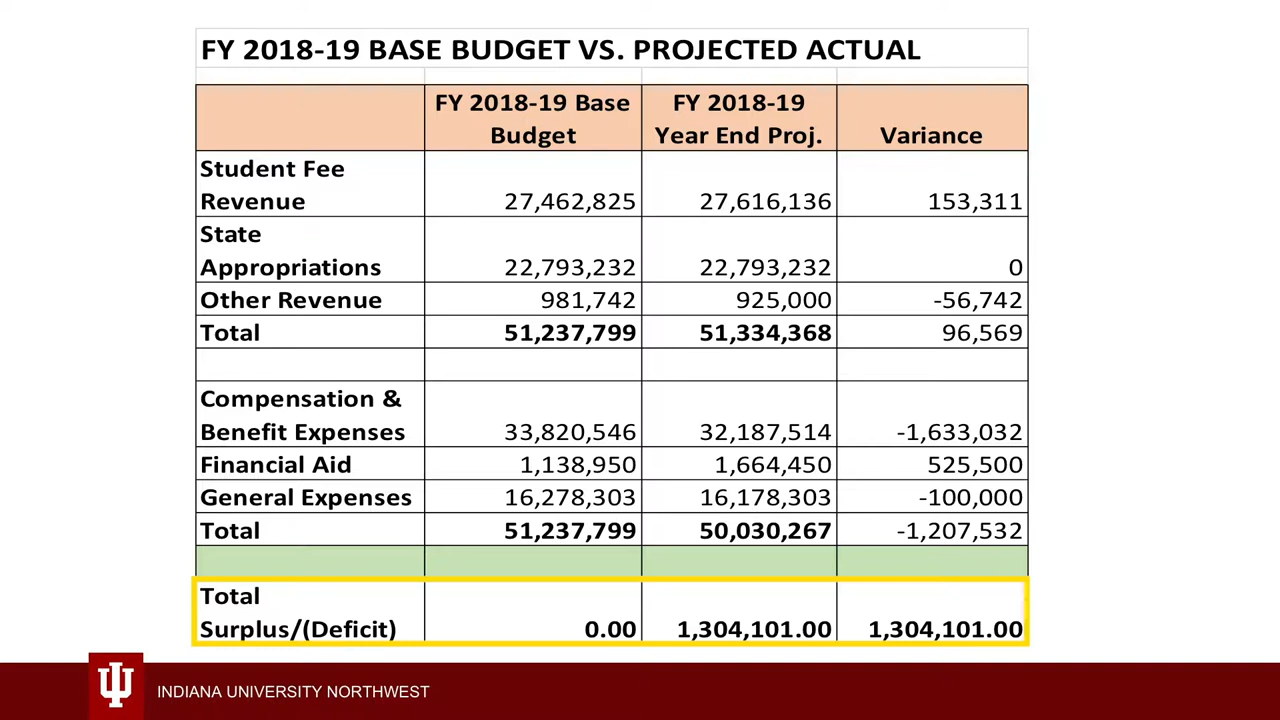 FY 2018-19 BASE BUDGET VS. PROJECTED ACTUAL
FY 2018-19 Base Budget FY 2018-19 Year End Proj. Variance
Student Fee Revenue 27,462,825 27,616,136 153,311
State Appropriations 22,793,232 22,793,232 0
Other Revenue 981,742 925,000 -56,742
Total 51,237,799 51,334,368 96,569
Compensation & Benefit Expenses 33,820,546 32,187,514 -1,633,032
Financial Aid 1,138,950 1,664,450 525,500
General Expenses 16,278,303 16,178,303 -100,000
Total 51,237,799 50,030,267 -1,207,532
Total Surplus/(Deficit) 0.00 1,304,101.00 1,304,101.00
INDIANA UNIVERSITY NORTHWEST